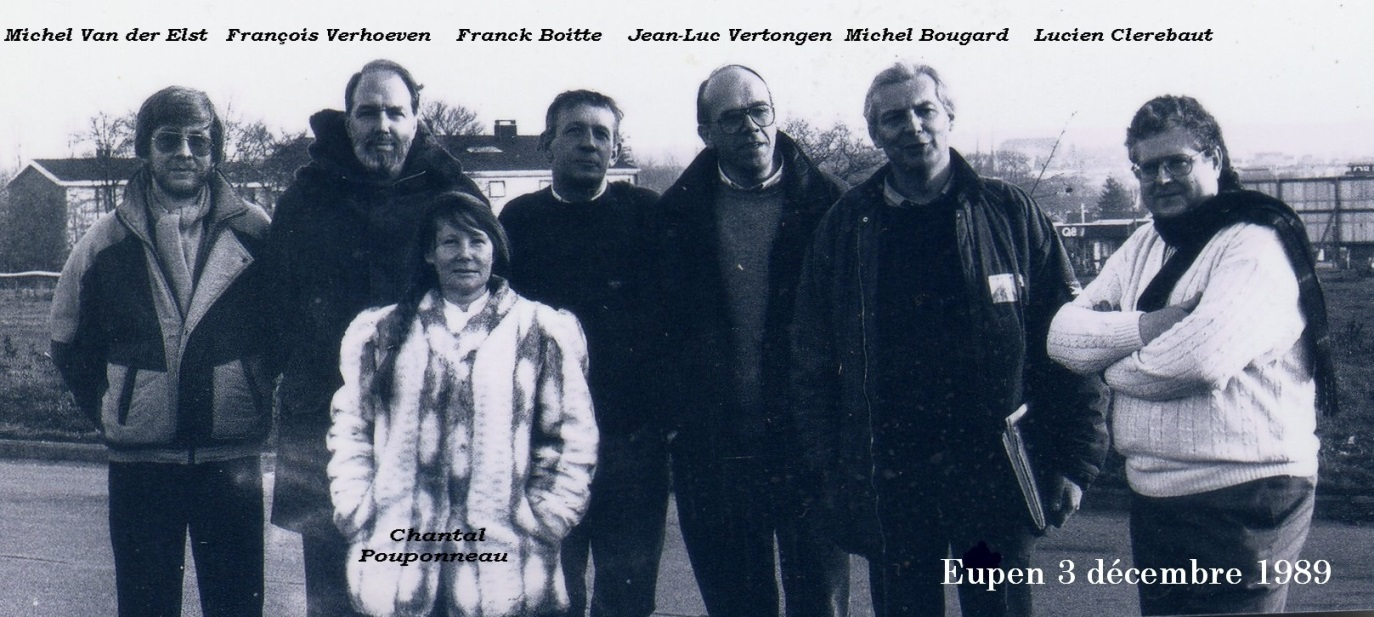 Michel Van der Elst François Verhoeven Franck Boitte Jean-Luc Vertongen Michel Bougard Lucien Clerebaut
Q8
Chantal
Pouponneau
Eupen 3 décembre 1989